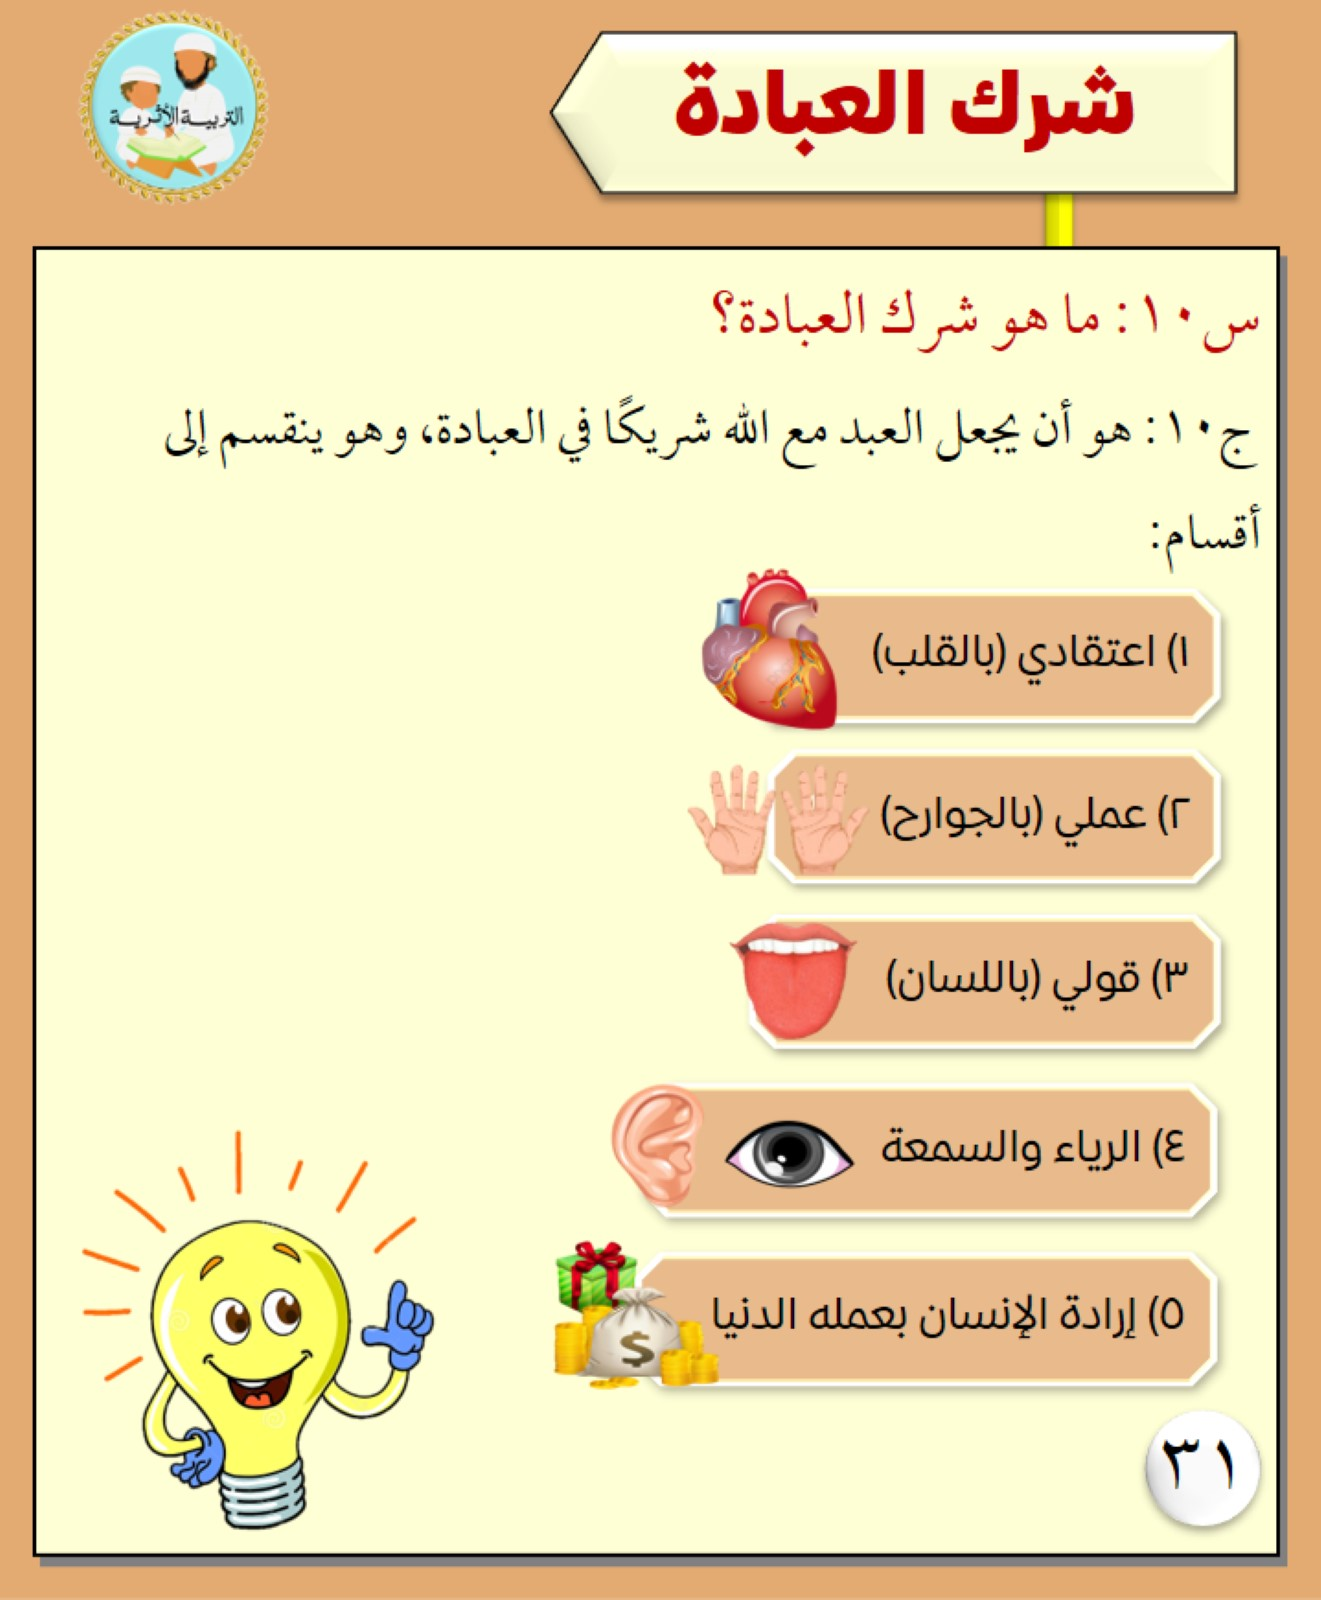 التربية الأثرية
شرك العبادة
س١٠: ما هو شرك العبادة؟
ج١٠: هو أن يجعل العبد مع الله شريكًا في العبادة، وهو ينقسم إلى
أقسام:
١) اعتقادي (بالقلب)
٢) عملي (بالجوارح)
٣) قولي (باللسان)
٤) الرياء والسمعة
٥) إرادة الإنسان بعمله الدنيا
$
٣١